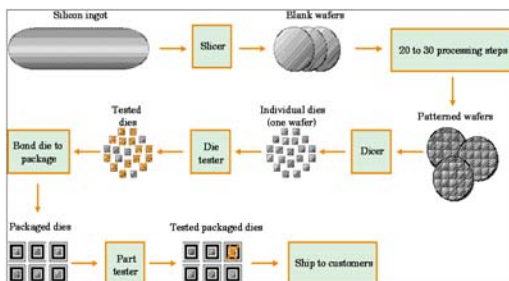 Silicon ingot
Slicer
Blank wafers
20 to 30 processing steps
Patterned wafers
Dicer
Individual dies
(one wafer)
Die
tester
Tested
dies
Bond die to
package
Packaged dies
Part
tester
Tested packaged dies
Ship to customers